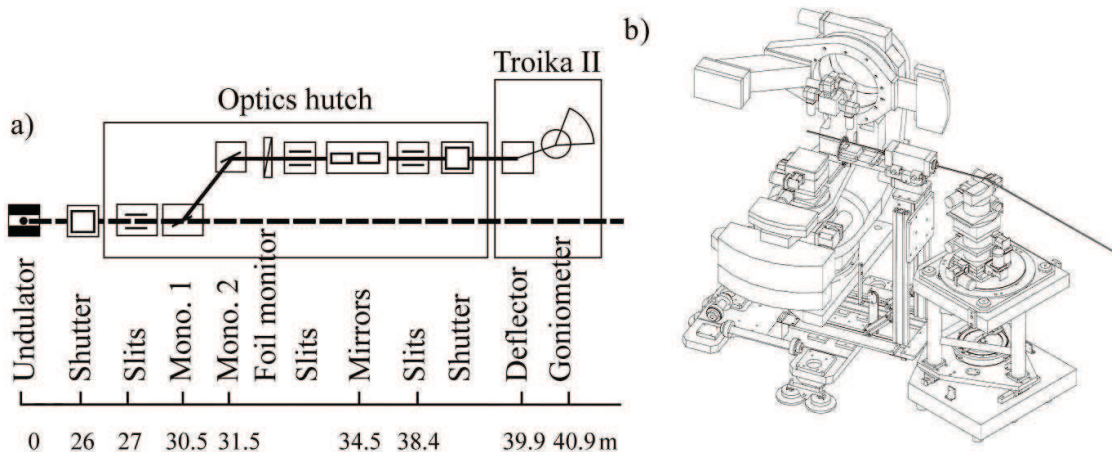 a)
Optics hutch
Troika II
b)
Undulator
Shutter
Slits
Mono. 1
Mono. 2
Foil monitor
Slits
Mirrors
Slits
Shutter
Deflector
Goniometer
0 26 27 30.5 31.5 34.5 38.4 39.9 40.9 m